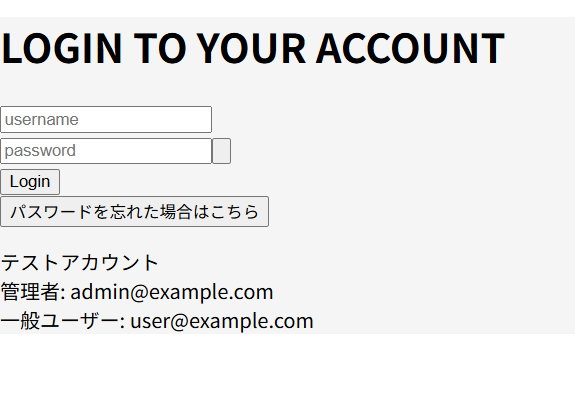 LOGIN TO YOUR ACCOUNT
username
password
Login
パスワードを忘れた場合はこちら
テストアカウント
管理者: admin@example.com
一般ユーザー: user@example.com